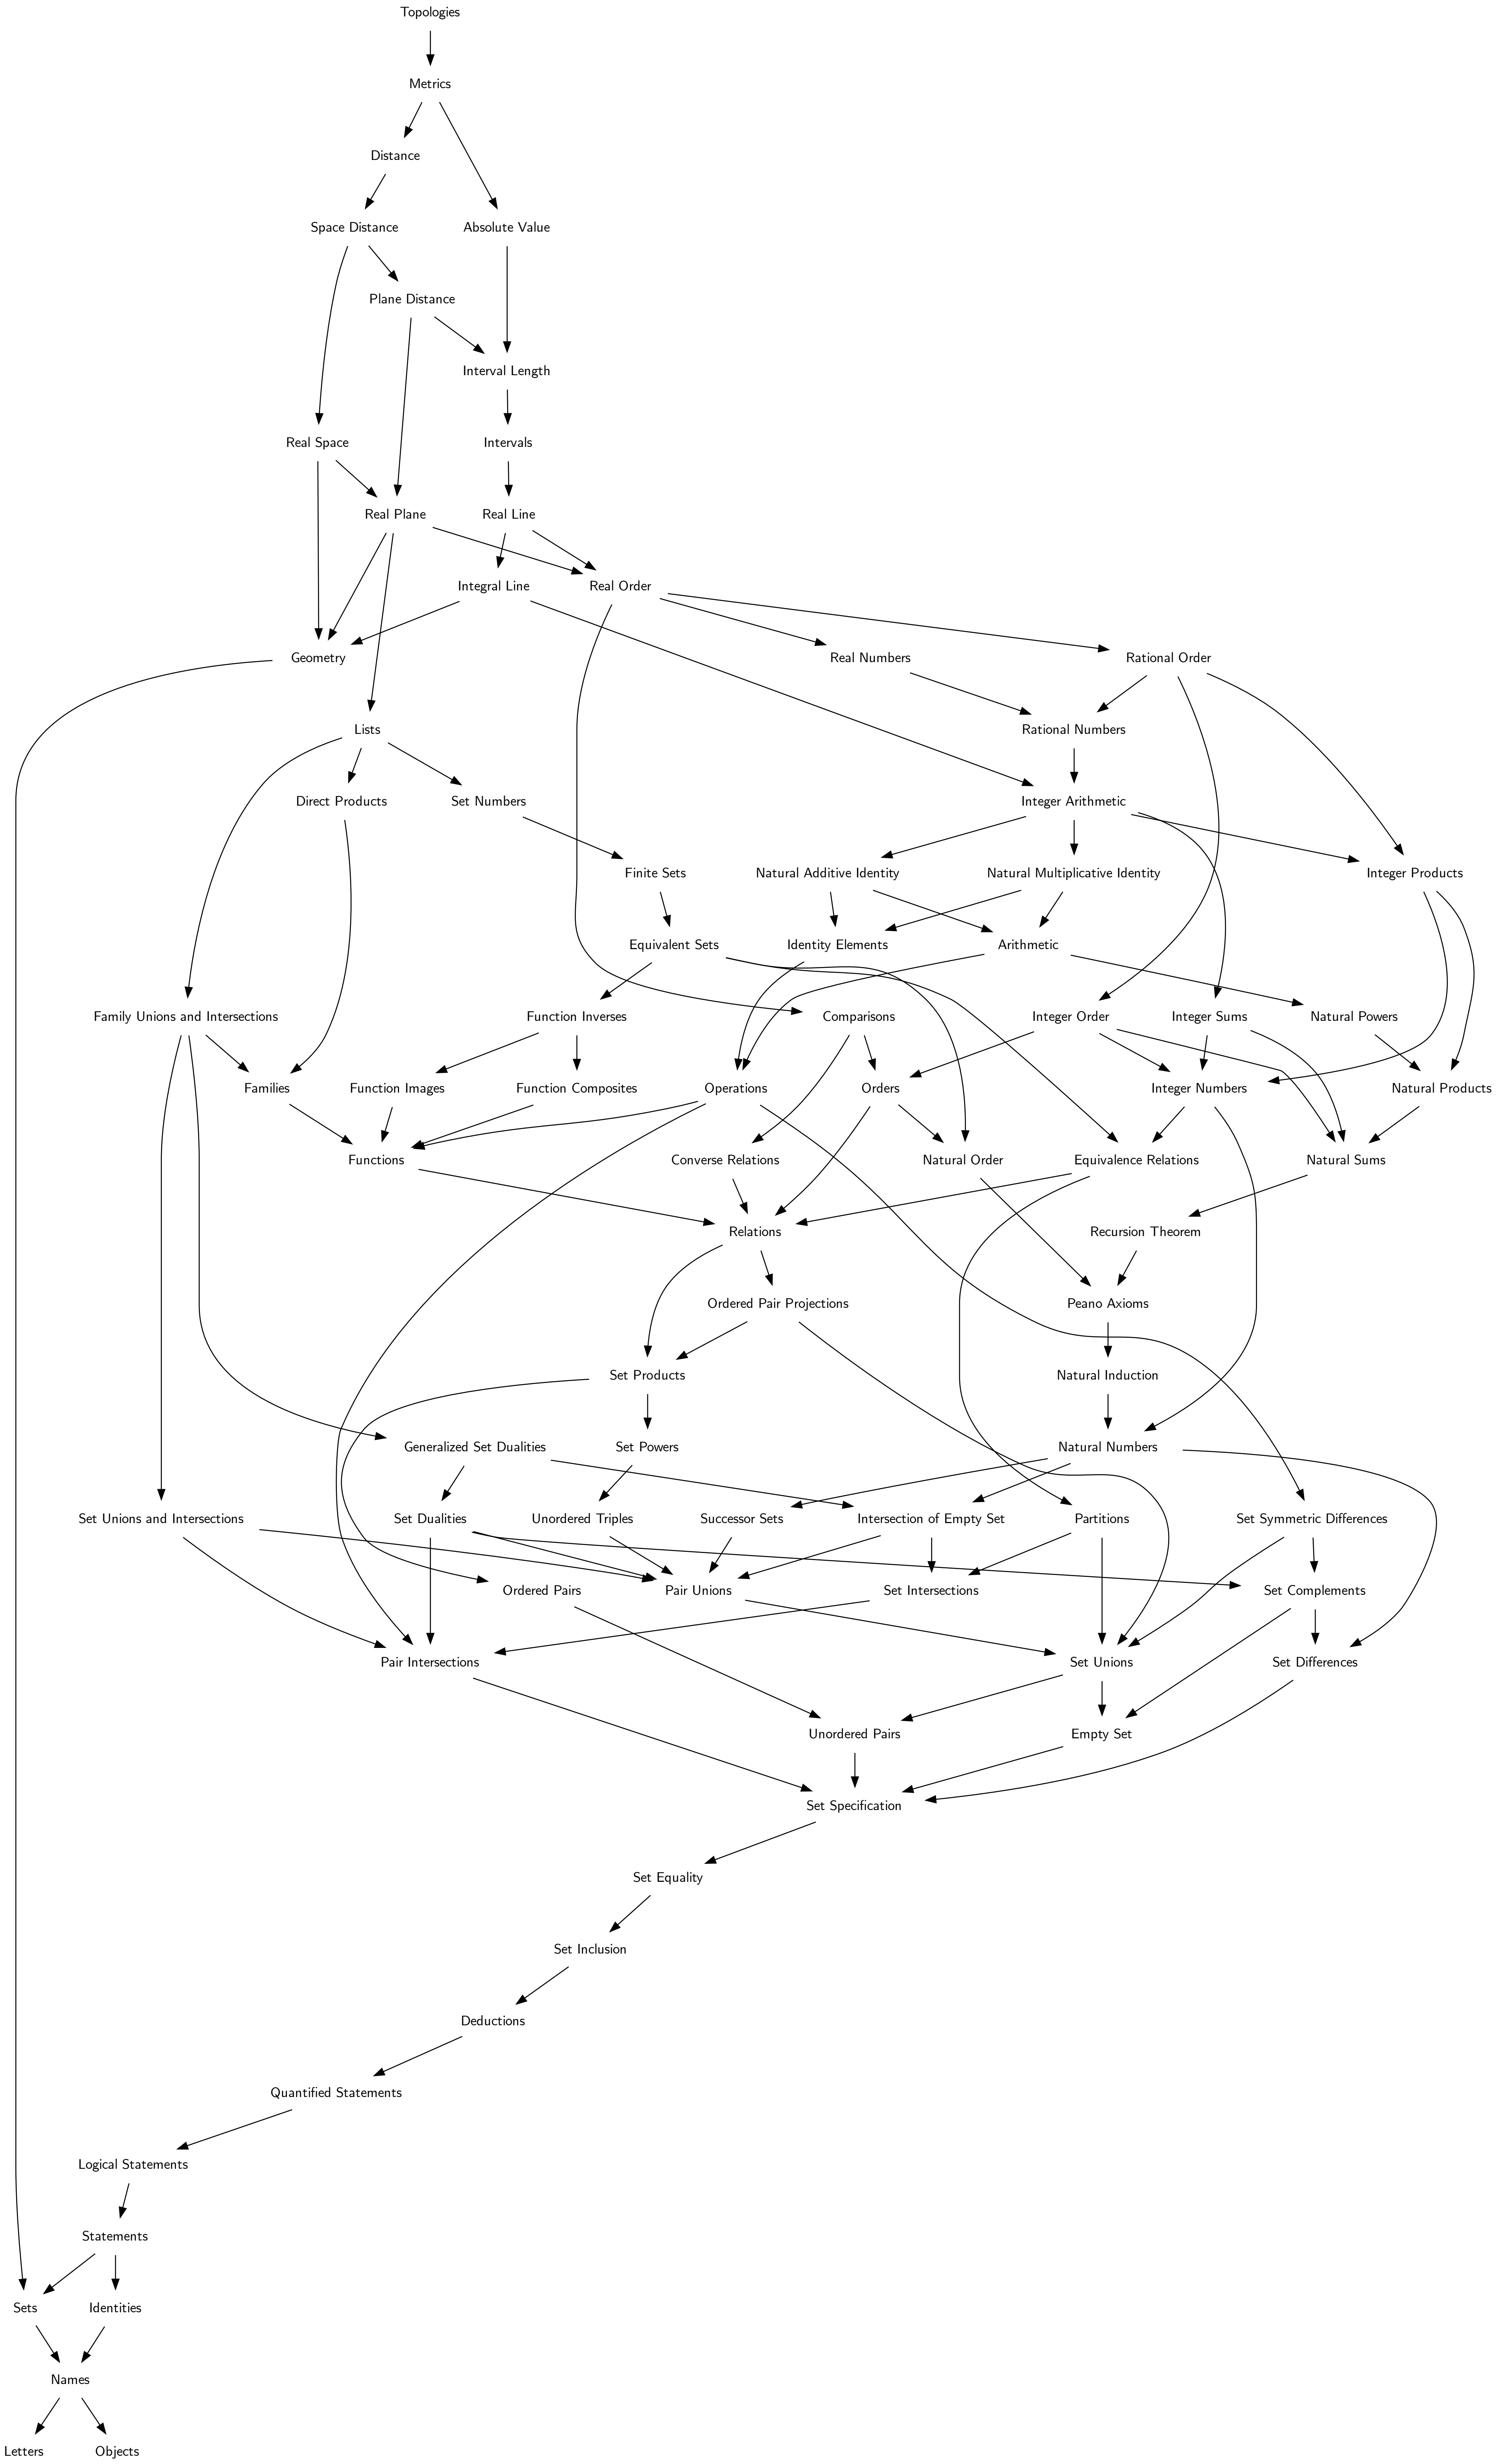 Topologies
Metrics
Distance
Space Distance
Absolute Value
Plane Distance
Interval Length
Real Space
Intervals
Real Plane
Real Line
Integral Line
Real Order
Geometry
Real Numbers
Rational Order
Lists
Rational Numbers
Direct Products
Set Numbers
Integer Arithmetic
Finite Sets
Natural Additive Identity
Natural Multiplicative Identity
Integer Products
Equivalent Sets
Identity Elements
Arithmetic
Family Unions and Intersections
Function Inverses
Comparisons
Integer Order
Integer Sums
Natural Powers
Families
Function Images
Function Composites
Operations
Orders
Integer Numbers
Natural Products
Functions
Converse Relations
Natural Order
Equivalence Relations
Natural Sums
Relations
Recursion Theorem
Ordered Pair Projections
Peano Axioms
Set Products
Natural Induction
Generalized Set Dualities
Set Powers
Natural Numbers
Set Unions and Intersections
Set Dualities
Unordered Triples
Successor Sets
Intersection of Empty Set
Partitions
Set Symmetric Differences
Ordered Pairs
Pair Unions
Set Intersections
Set Complements
Pair Intersections
Set Unions
Set Differences
Unordered Pairs
Empty Set
Set Specification
Set Equality
Set Inclusion
Deductions
Quantified Statements
Logical Statements
Statements
Sets
Identities
Names
Letters
Objects